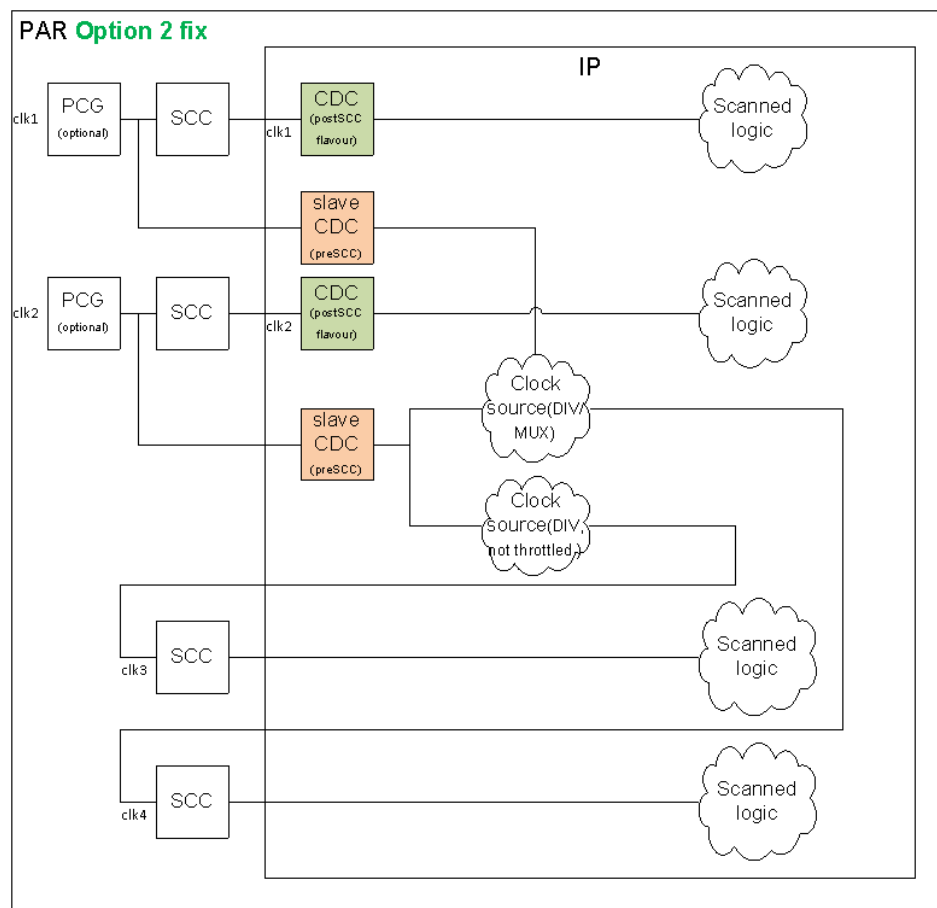 PAR Option 2 fix
IP
clk1
PCG
(optional)
SCC
clk1
CDC
(postSCC
flavour)
Scanned
logic
slave
CDC
(preSCC)
clk2
PCG
(optional)
SCC
clk2
CDC
(postSCC
flavour)
Scanned
logic
Clock
source(DIV/
MUX)
slave
CDC
(preSCC)
Clock
source(DIV,
not throttled,)
clk3
SCC
Scanned
logic
clk4
SCC
Scanned
logic